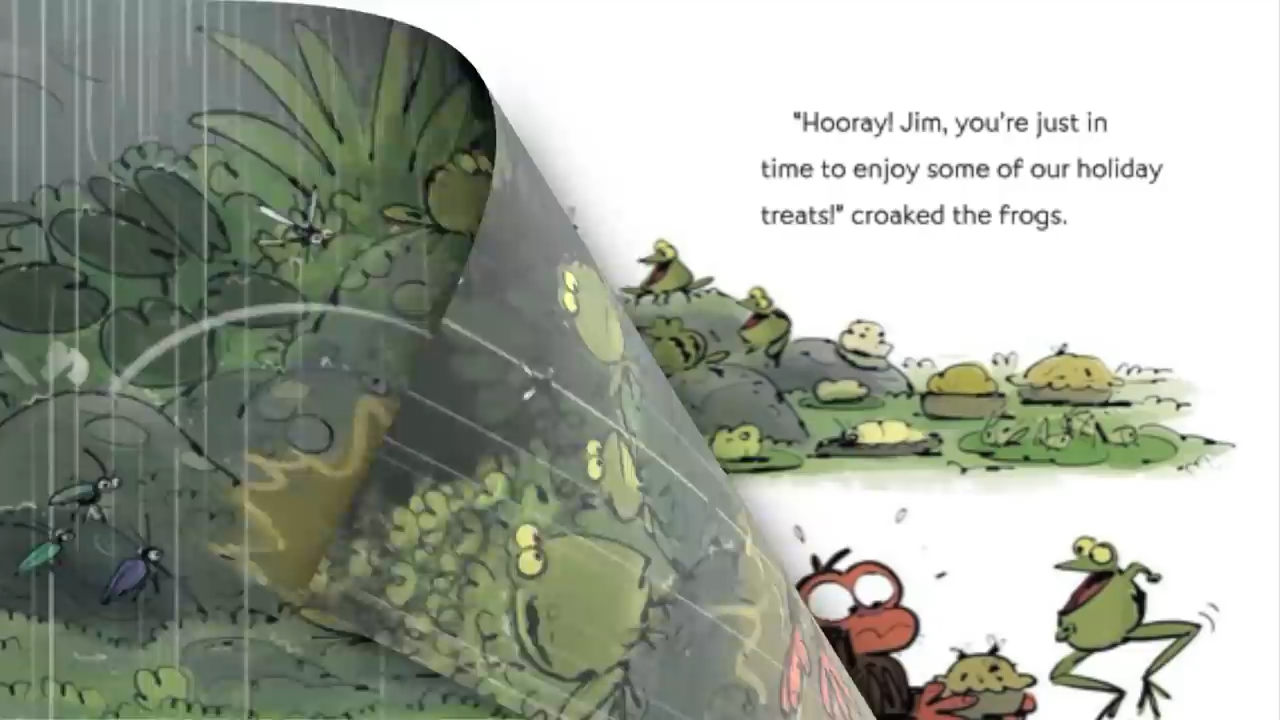 "Hooray! Jim, you're just in
time to enjoy some of our holiday
treats!" croaked the frogs.